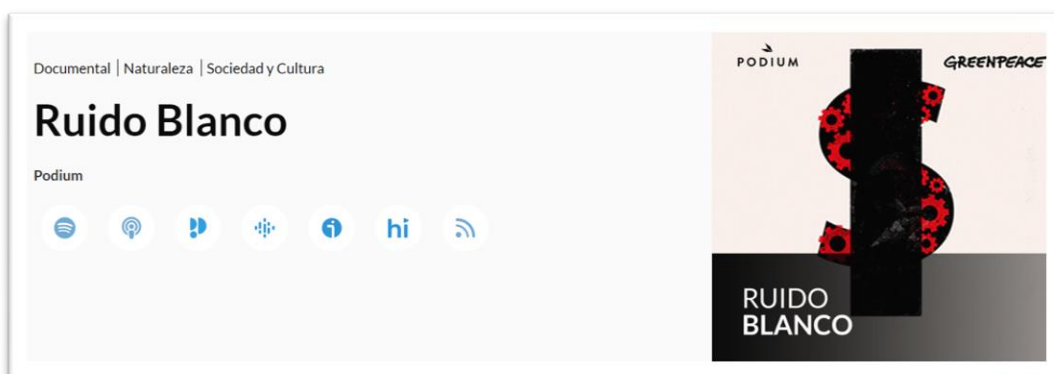 Documental | Naturaleza | Sociedad y Cultura
Ruido Blanco
Podium
hi
PODIUM
GREENPEACE
RUIDO
BLANCO